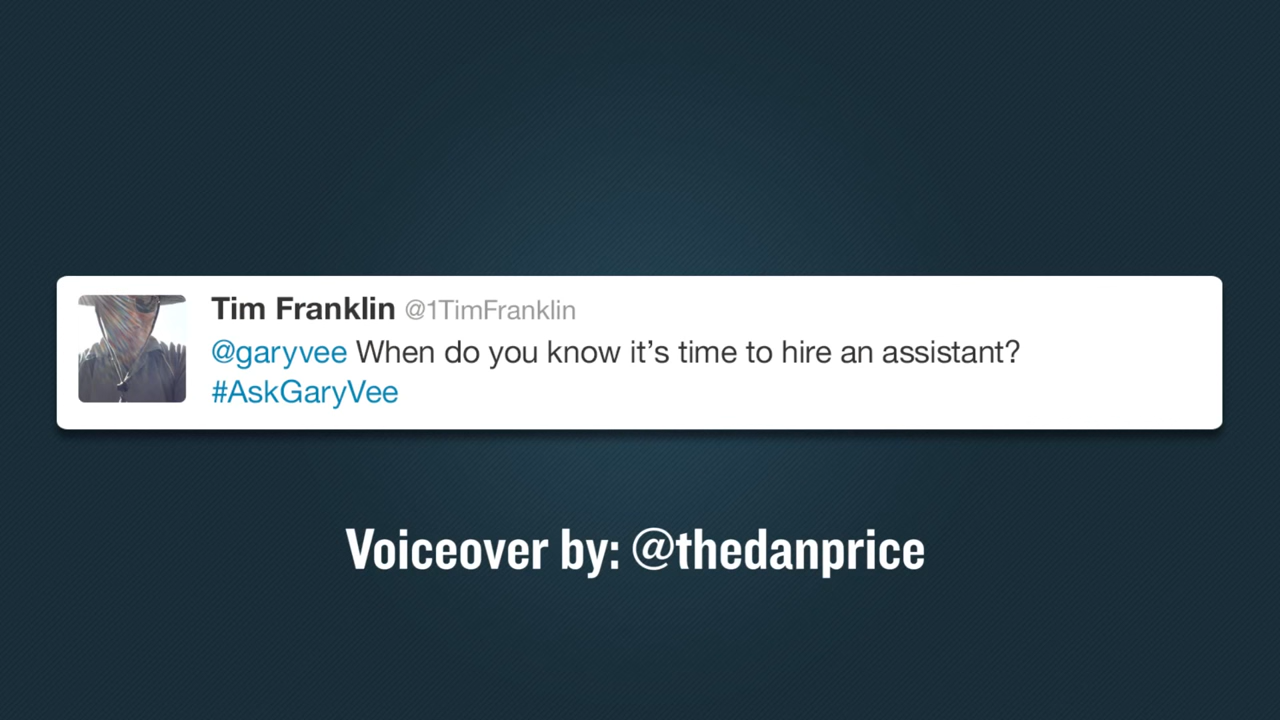 Tim Franklin @1TimFranklin
@garyvee When do you know it’s time to hire an assistant?
#AskGaryVee
Voiceover by: @thedanprice